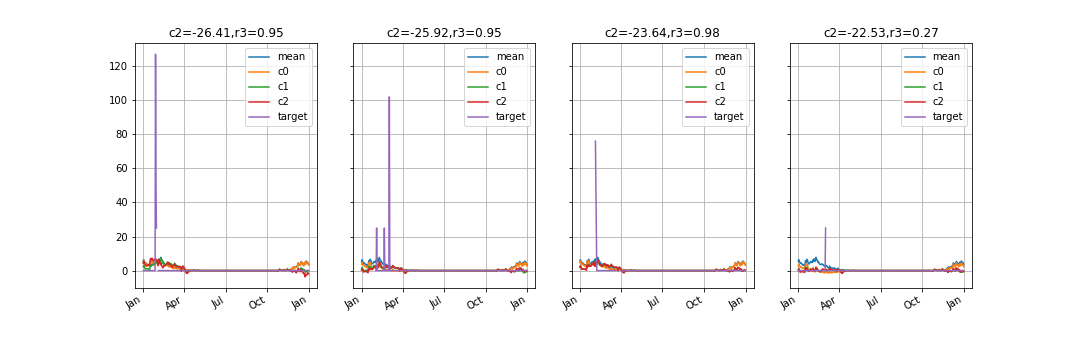 c2=-26.41,r3=0.95
c2=-25.92,r3=0.95
c2=-23.64,r3=0.98
c2=-22.53,r3=0.27
mean
c0
c1
c2
target
mean
c0
c1
c2
target
mean
c0
c1
c2
target
mean
c0
c1
c2
target
120
100
80
60
40
20
0
Jan
Apr
Jul
Oct
Jan
Jan
Apr
Jul
Oct
Jan
Jan
Apr
Jul
Oct
Jan
Jan
Apr
Jul
Oct
Jan